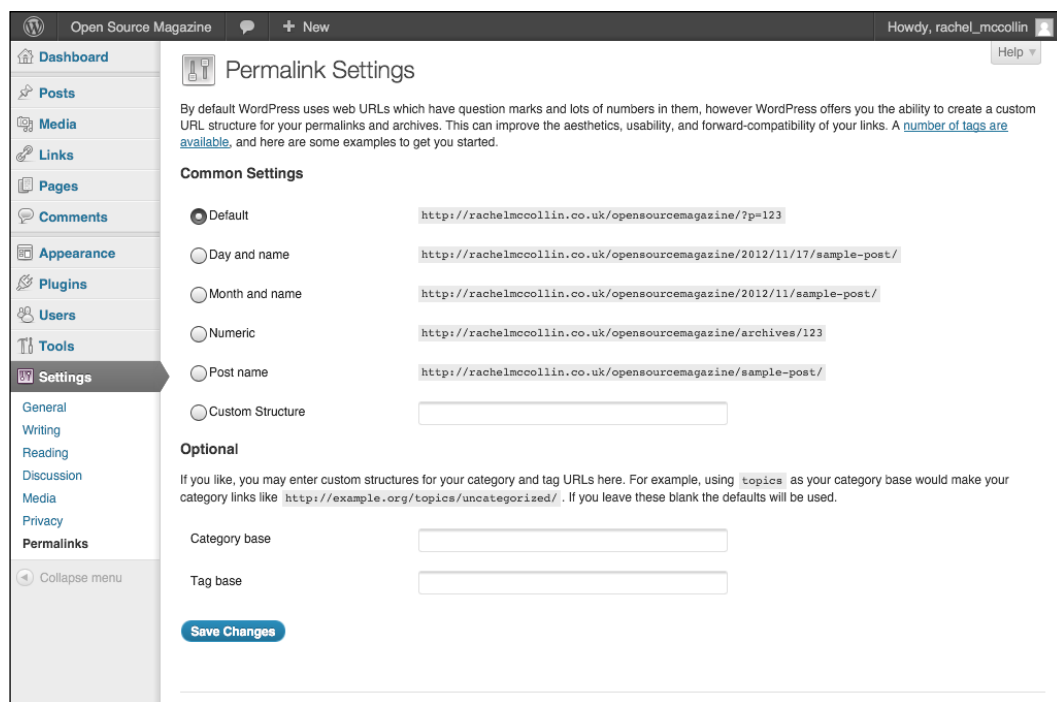 Open Source Magazine + New Howdy, rachel_mccollin
Help
Dashboard
Posts
Media
Links
Pages
Comments
Appearance
Plugins
Users
Tools
Settings
General
Writing
Reading
Discussion
Media
Privacy
Permalinks
Collapse menu
Permalink Settings
By default WordPress uses web URLs which have question marks and lots of numbers in them, however WordPress offers you the ability to create a custom
URL structure for your permalinks and archives. This can improve the aesthetics, usability, and forward-compatibility of your links. A number of tags are
available, and here are some examples to get you started.
Common Settings
Default http://rachelmccollin.co.uk/opensourcemagazine/?p=123
Day and name http://rachelmccollin.co.uk/opensourcemagazine/2012/11/17/sample-post/
Month and name http://rachelmccollin.co.uk/opensourcemagazine/2012/11/sample-post/
Numeric http://rachelmccollin.co.uk/opensourcemagazine/archives/123
Post name http://rachelmccollin.co.uk/opensourcemagazine/sample-post/
Custom Structure
Optional
If you like, you may enter custom structures for your category and tag URLs here. For example, using topics as your category base would make your
category links like http://example.org/topics/uncategorized/ . If you leave these blank the defaults will be used.
Category base
Tag base
Save Changes